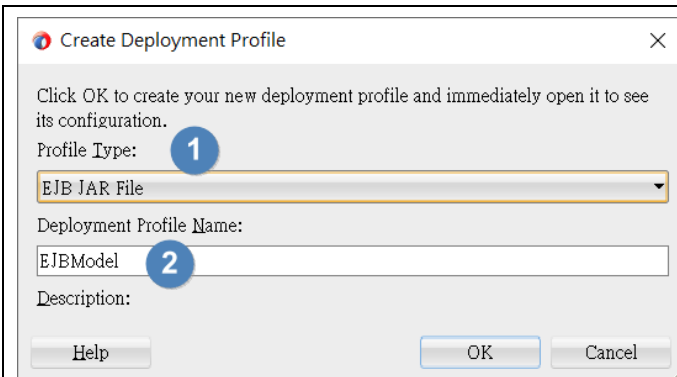 Create Deployment Profile
Click OK to create your new deployment profile and immediately open it to see
its configuration.
Profile Type:
1
EJB JAR File
Deployment Profile Name:
EJBModel
2
Description:
Help
OK
Cancel